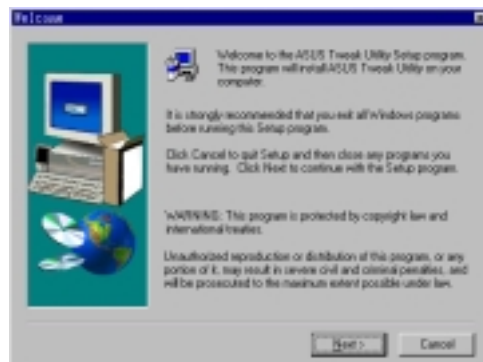 Welcome
Welcome to the ASUS Tweak Utility Setup program.
This program will install ASUS Tweak Utility on your
computer.
It is strongly recommended that you exit all Windows programs
before running this Setup program.
Click Cancel to quit Setup and then close any programs you
have running. Click Next to continue with the Setup program.
WARNING: This program is protected by copyright law and
international treaties.
Unauthorized reproduction or distribution of this program, or any
portion of it, may result in severe civil and criminal penalties, and
will be prosecuted to the maximum extent possible under law.
Next >
Cancel